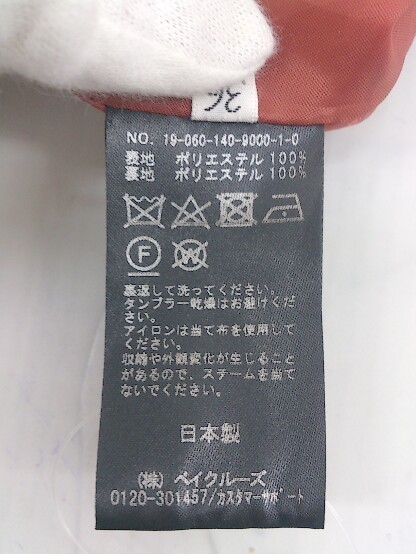 36
NO. 19-060-140-9000-1-0
表地 ポリエステル 100%
裏地 ポリエステル 100%
F
W
裏返して洗ってください。
タンブラー乾燥はお避けくだ
さい。
アイロンは当て布を使用して
ください。
収縮や外観変化が生じること
があるので、スチームを当て
ないでください。
日本製
(株) ベイクルーズ
0120-301457/カスタマーサポート